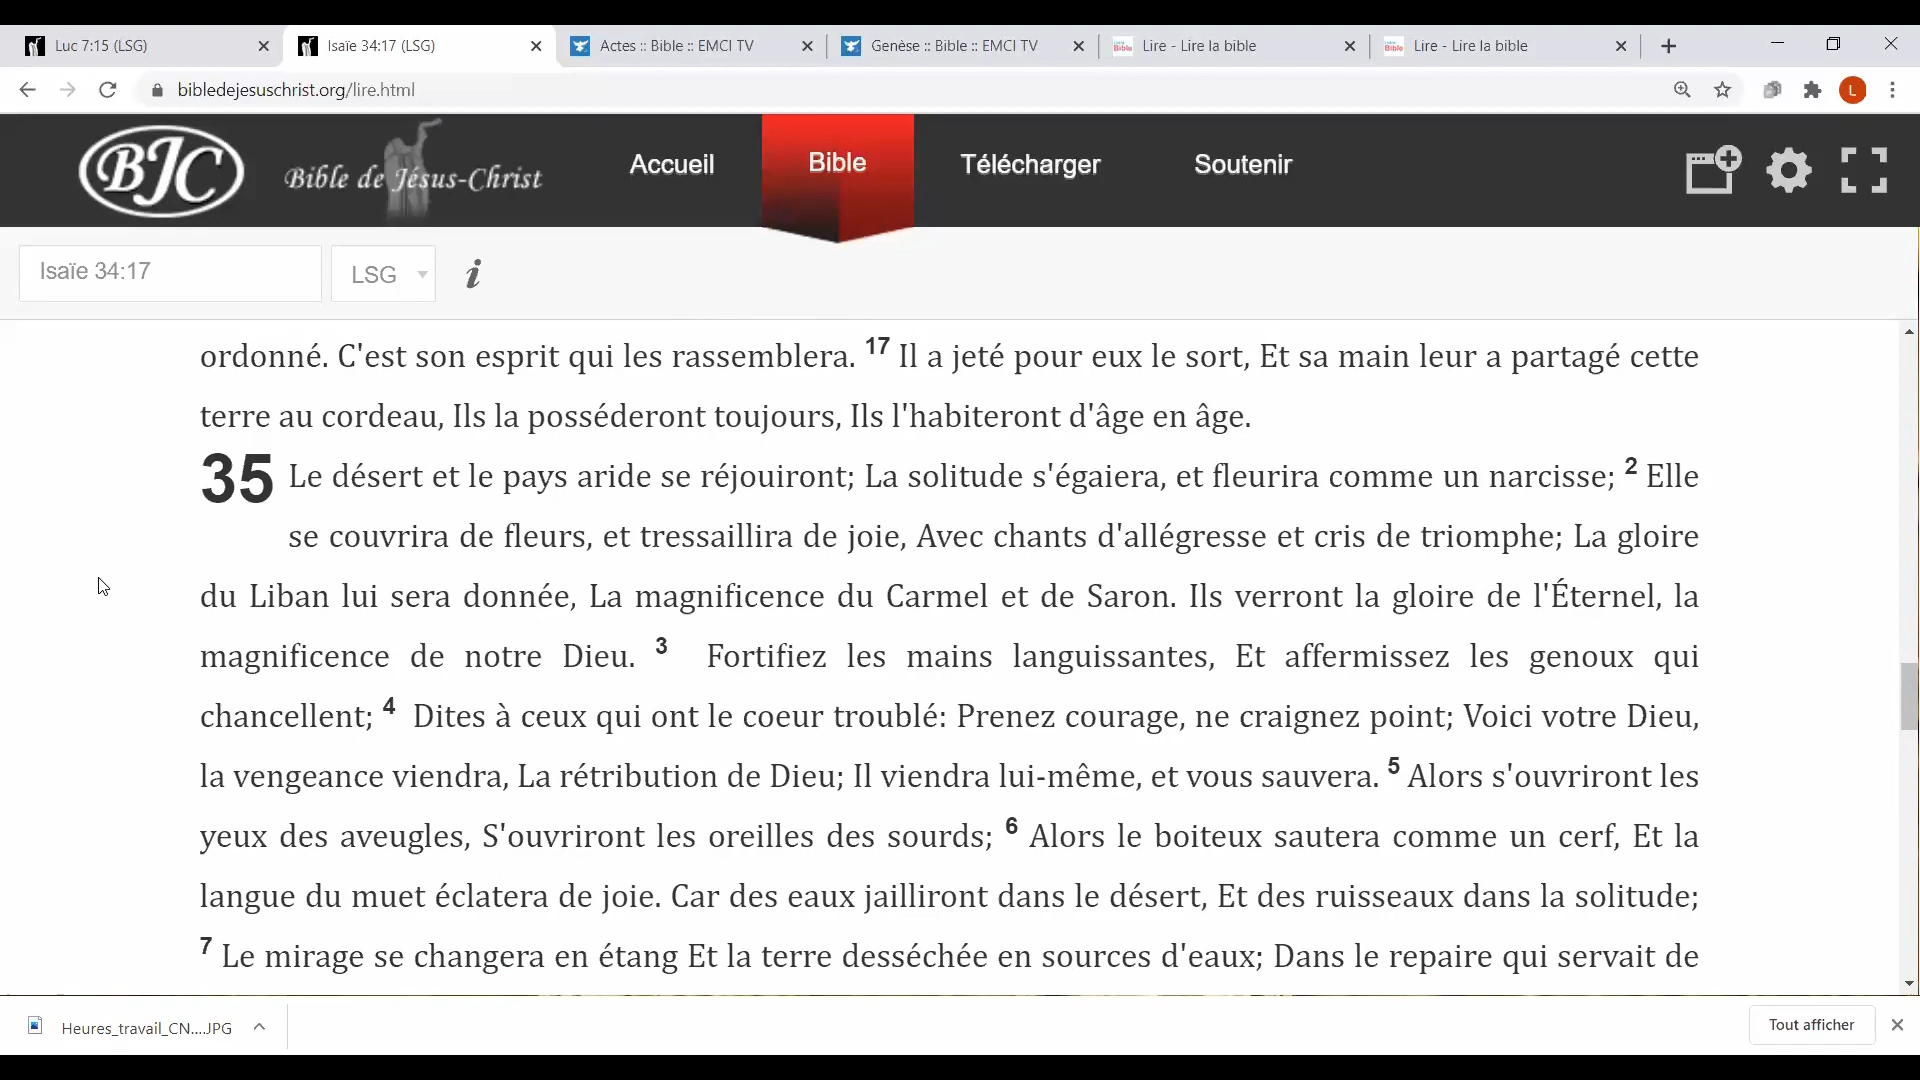 Luc 7:15 (LSG)
Isaïe 34:17 (LSG)
Actes :: Bible :: EMCI TV
Genèse :: Bible :: EMCI TV
Lire - Lire la bible
Lire - Lire la bible
bibledejesuschrist.org/lire.html
L
BJC
Bible de Jésus-Christ
Accueil
Bible
Télécharger
Soutenir
Isaïe 34:17
LSG
i
ordonné. C'est son esprit qui les rassemblera. 17 Il a jeté pour eux le sort, Et sa main leur a partagé cette
terre au cordeau, Ils la posséderont toujours, Ils l'habiteront d'âge en âge.
35 Le désert et le pays aride se réjouiront; La solitude s'égaiera, et fleurira comme un narcisse; 2 Elle
se couvrira de fleurs, et tressaillira de joie, Avec chants d'allégresse et cris de triomphe; La gloire
du Liban lui sera donnée, La magnificence du Carmel et de Saron. Ils verront la gloire de l'Éternel, la
magnificence de notre Dieu. 3 Fortifiez les mains languissantes, Et affermissez les genoux qui
chancellent; 4 Dites à ceux qui ont le coeur troublé: Prenez courage, ne craignez point; Voici votre Dieu,
la vengeance viendra, La rétribution de Dieu; Il viendra lui-même, et vous sauvera. 5 Alors s'ouvriront les
yeux des aveugles, S'ouvriront les oreilles des sourds; 6 Alors le boiteux sautera comme un cerf, Et la
langue du muet éclatera de joie. Car des eaux jailliront dans le désert, Et des ruisseaux dans la solitude;
7 Le mirage se changera en étang Et la terre desséchée en sources d'eaux; Dans le repaire qui servait de
Heures_travail_CN....JPG
Tout afficher